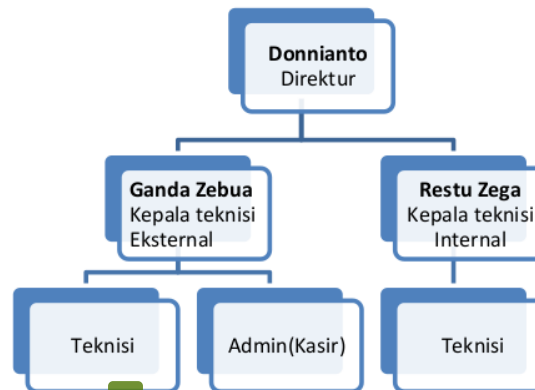 Donnianto
Direktur
Ganda Zebua
Kepala teknisi
Eksternal
Restu Zega
Kepala teknisi
Internal
Teknisi
Admin(Kasir)
Teknisi